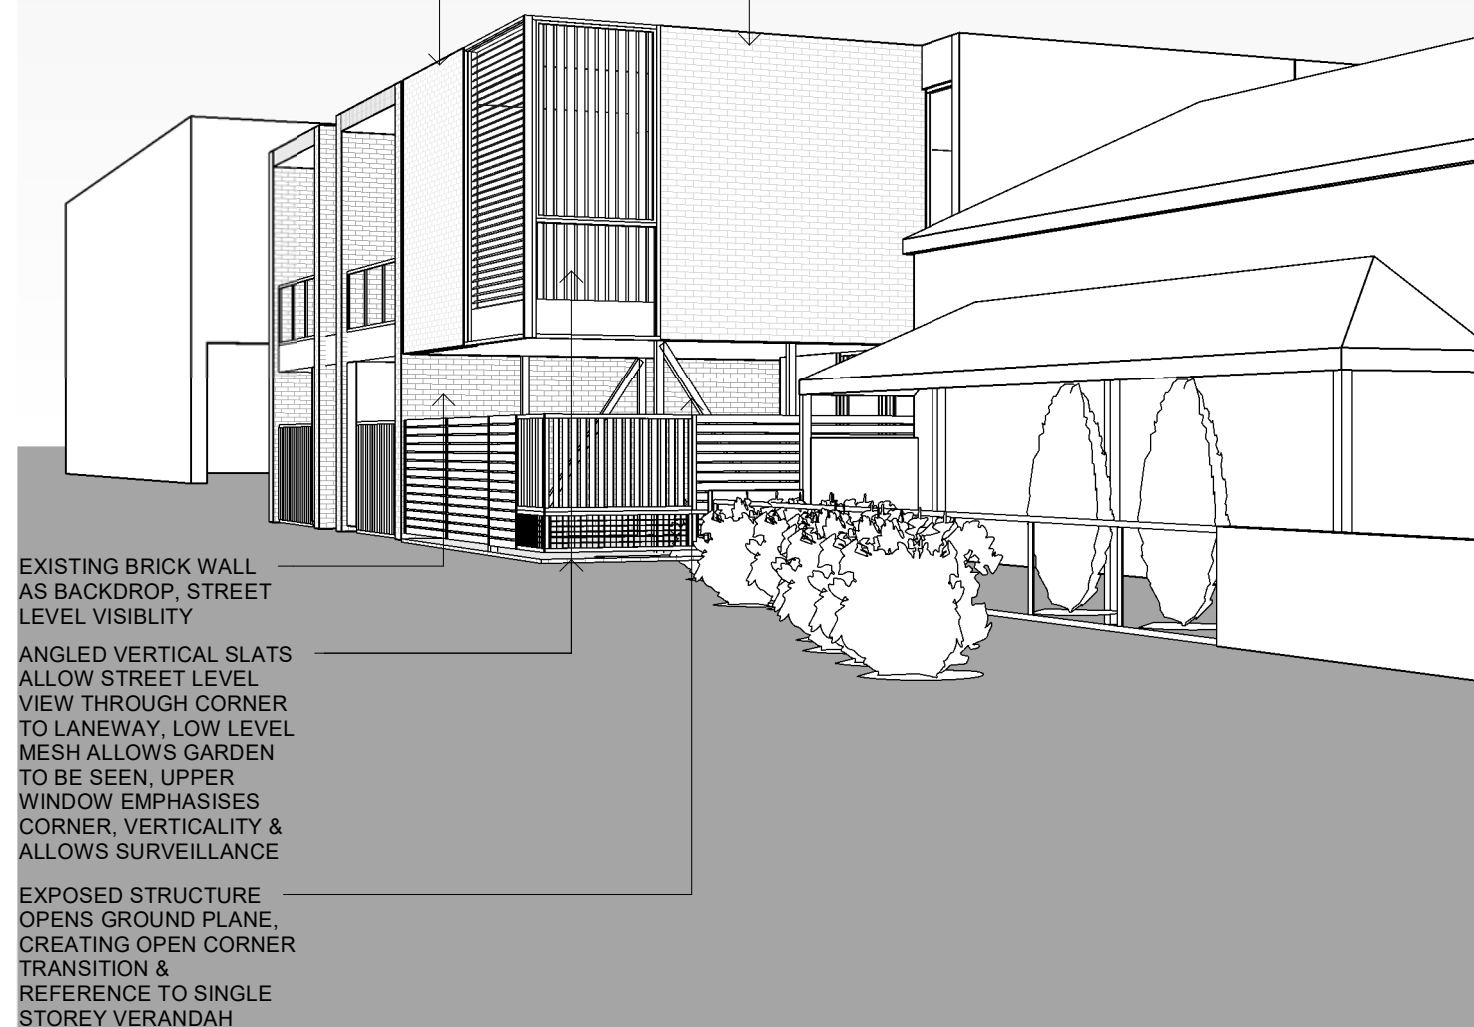 EXISTING BRICK WALL
AS BACKDROP, STREET
LEVEL VISIBLITY
ANGLED VERTICAL SLATS
ALLOW STREET LEVEL
VIEW THROUGH CORNER
TO LANEWAY, LOW LEVEL
MESH ALLOWS GARDEN
TO BE SEEN, UPPER
WINDOW EMPHASISES
CORNER, VERTICALITY &
ALLOWS SURVEILLANCE
EXPOSED STRUCTURE
OPENS GROUND PLANE,
CREATING OPEN CORNER
TRANSITION &
REFERENCE TO SINGLE
STOREY VERANDAH